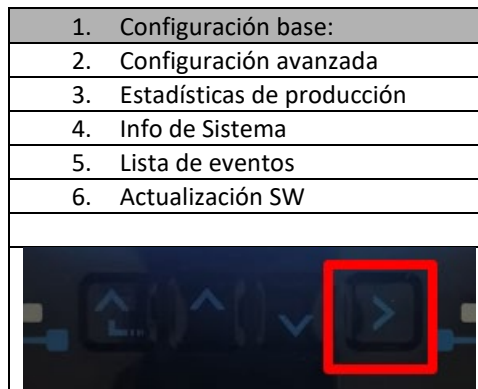 1. Configuración base:
2. Configuración avanzada
3. Estadísticas de producción
4. Info de Sistema
5. Lista de eventos
6. Actualización SW